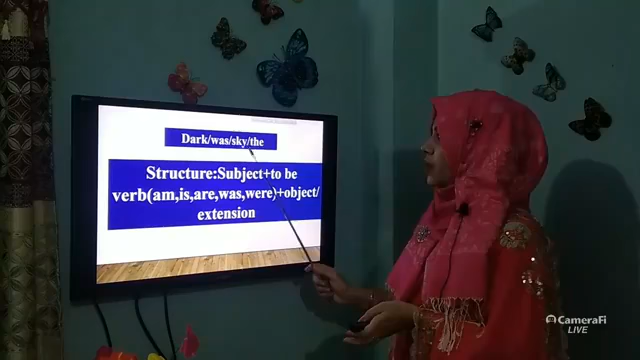 Dark/was/sky/the
Structure:Subject+to be
verb(am,is,are,was,were)+object/
extension
CameraFi
LIVE